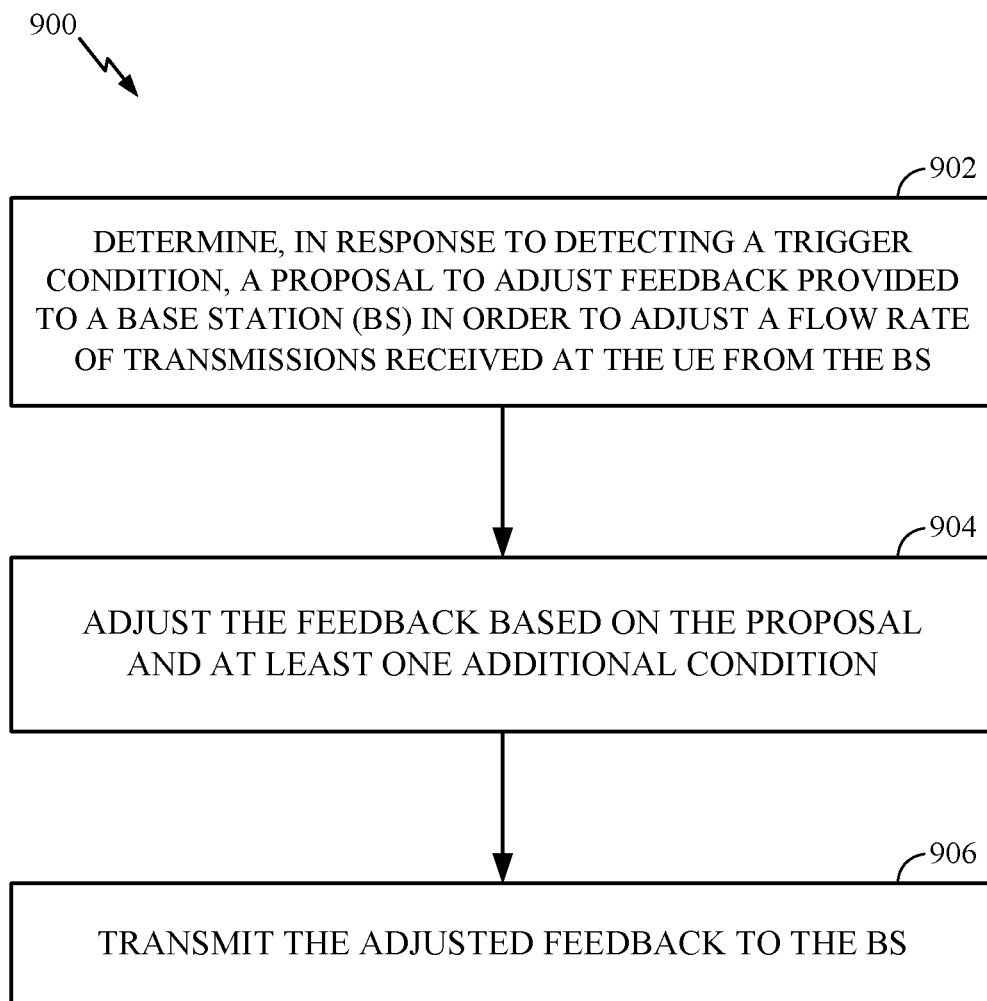 900
902
DETERMINE, IN RESPONSE TO DETECTING A TRIGGER
CONDITION, A PROPOSAL TO ADJUST FEEDBACK PROVIDED
TO A BASE STATION (BS) IN ORDER TO ADJUST A FLOW RATE
OF TRANSMISSIONS RECEIVED AT THE UE FROM THE BS
904
ADJUST THE FEEDBACK BASED ON THE PROPOSAL
AND AT LEAST ONE ADDITIONAL CONDITION
906
TRANSMIT THE ADJUSTED FEEDBACK TO THE BS